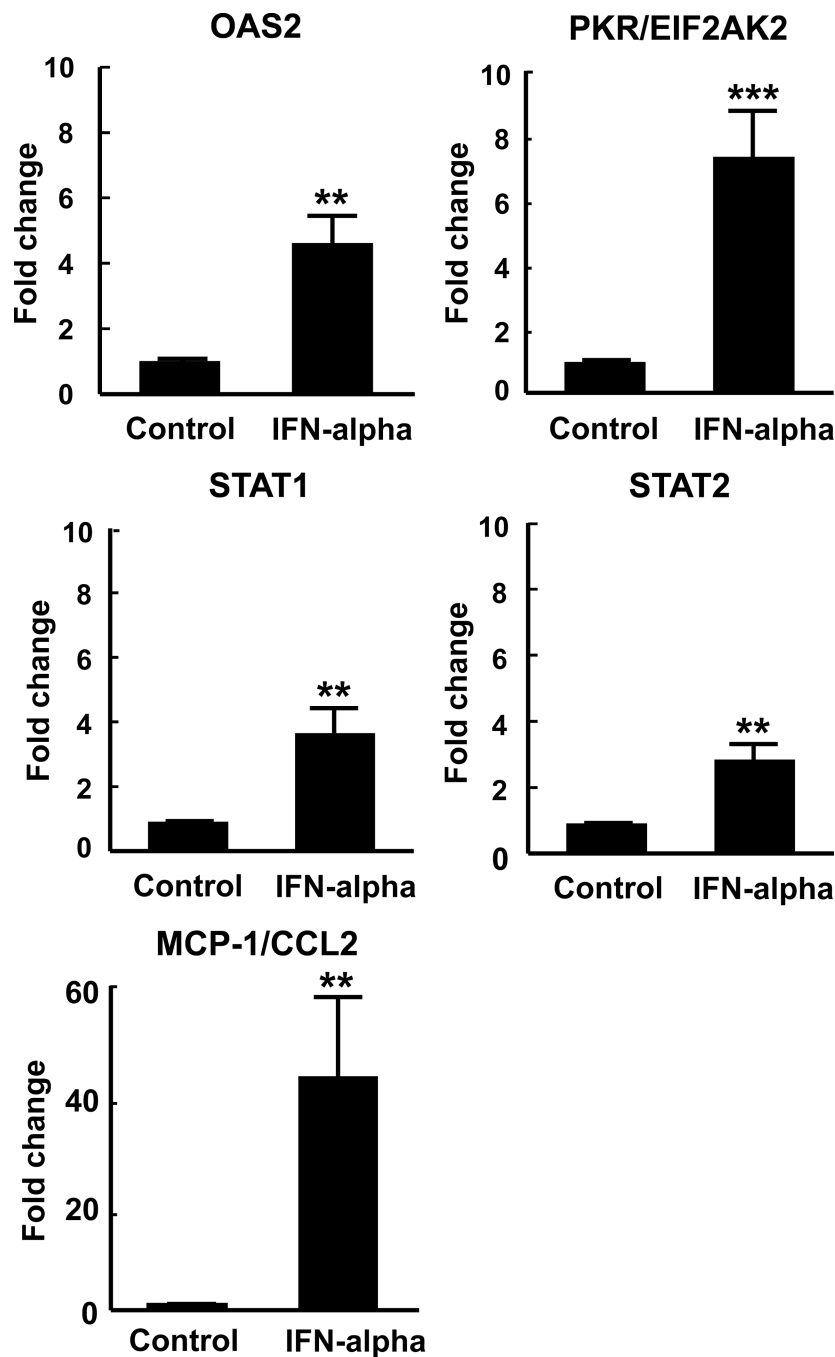 OAS2
10
8
6
4
2
0
Fold change
**
Control IFN-alpha
PKR/EIF2AK2
10
8
6
4
2
0
Fold change
***
Control IFN-alpha
STAT1
10
8
6
4
2
0
Fold change
**
Control IFN-alpha
STAT2
10
8
6
4
2
0
Fold change
**
Control IFN-alpha
MCP-1/CCL2
60
40
20
0
Fold change
**
Control IFN-alpha